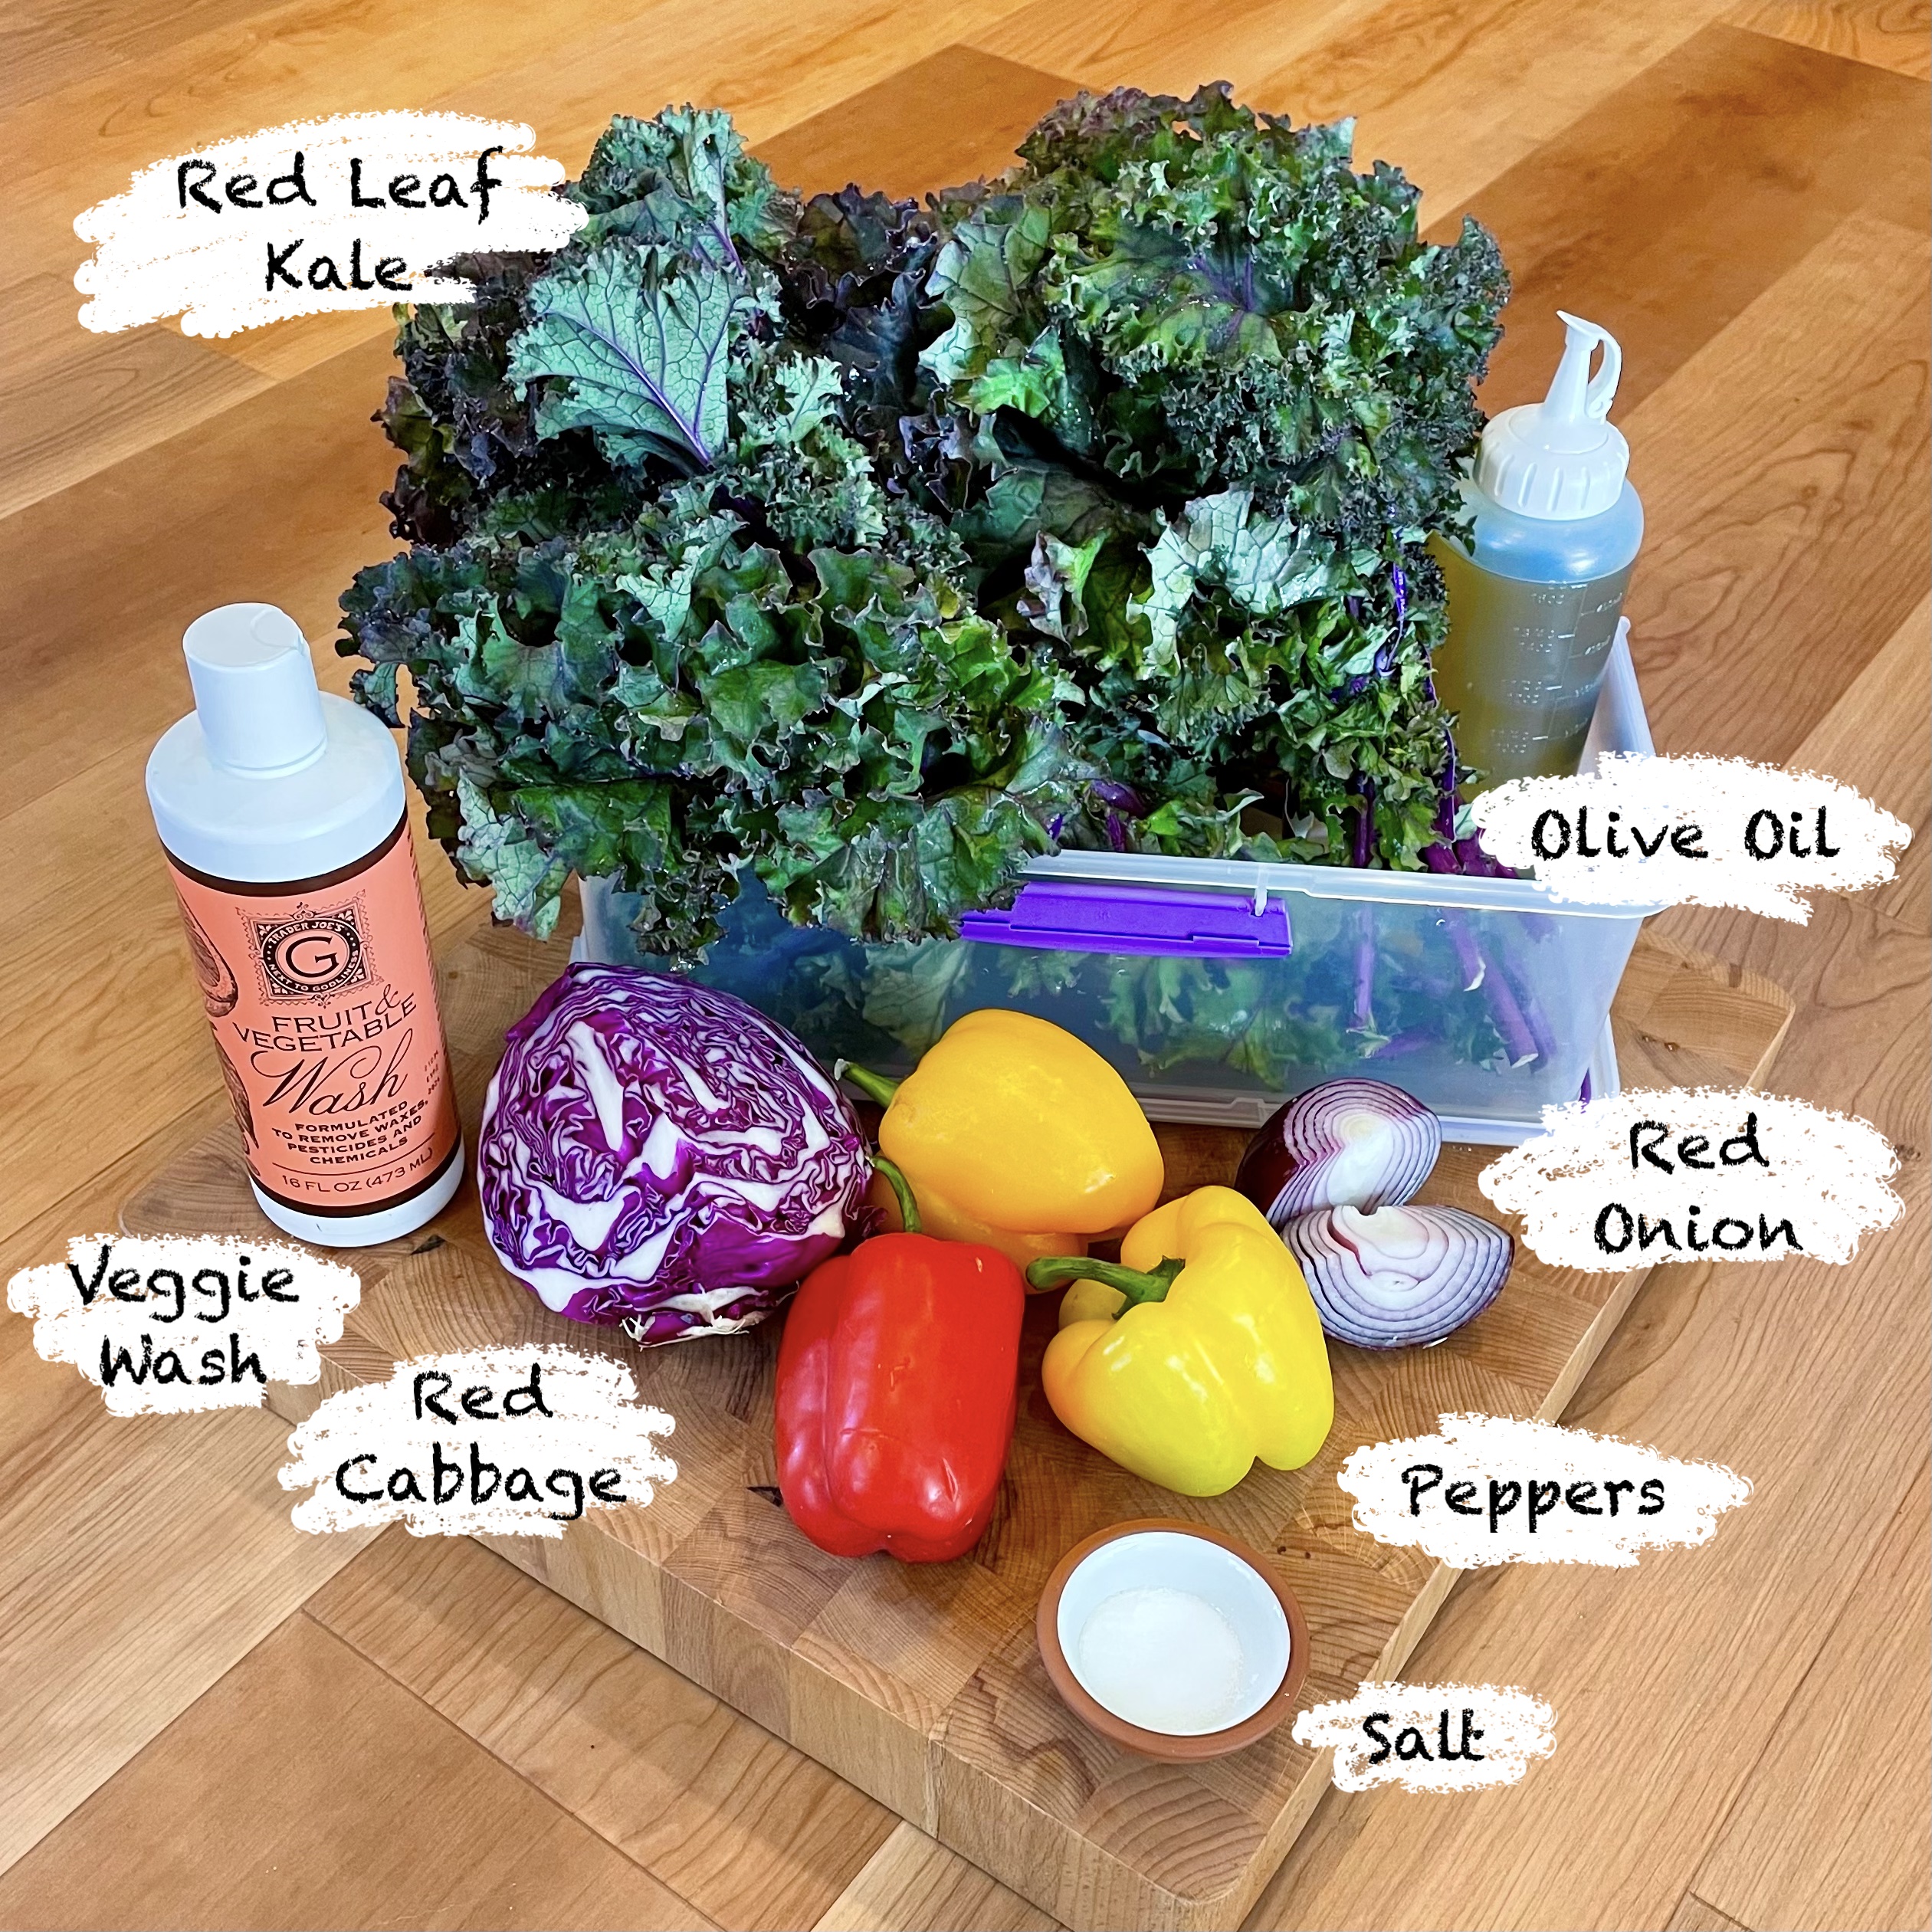 Red Leaf
Kale
Olive Oil
TRADER JOE'S
G
NEXT TO GODLINESS
FRUIT &
VEGETABLE
Wash
FORMULATED
TO REMOVE WAXES,
PESTICIDES AND
CHEMICALS
16 FL OZ (473 ML)
Red
Onion
Veggie
Wash
Red
Cabbage
Peppers
Salt